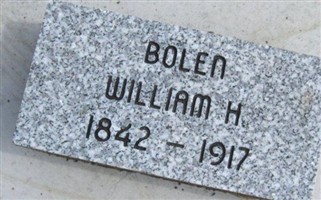 BOLEN
WILLIAM H.
1842 - 1917